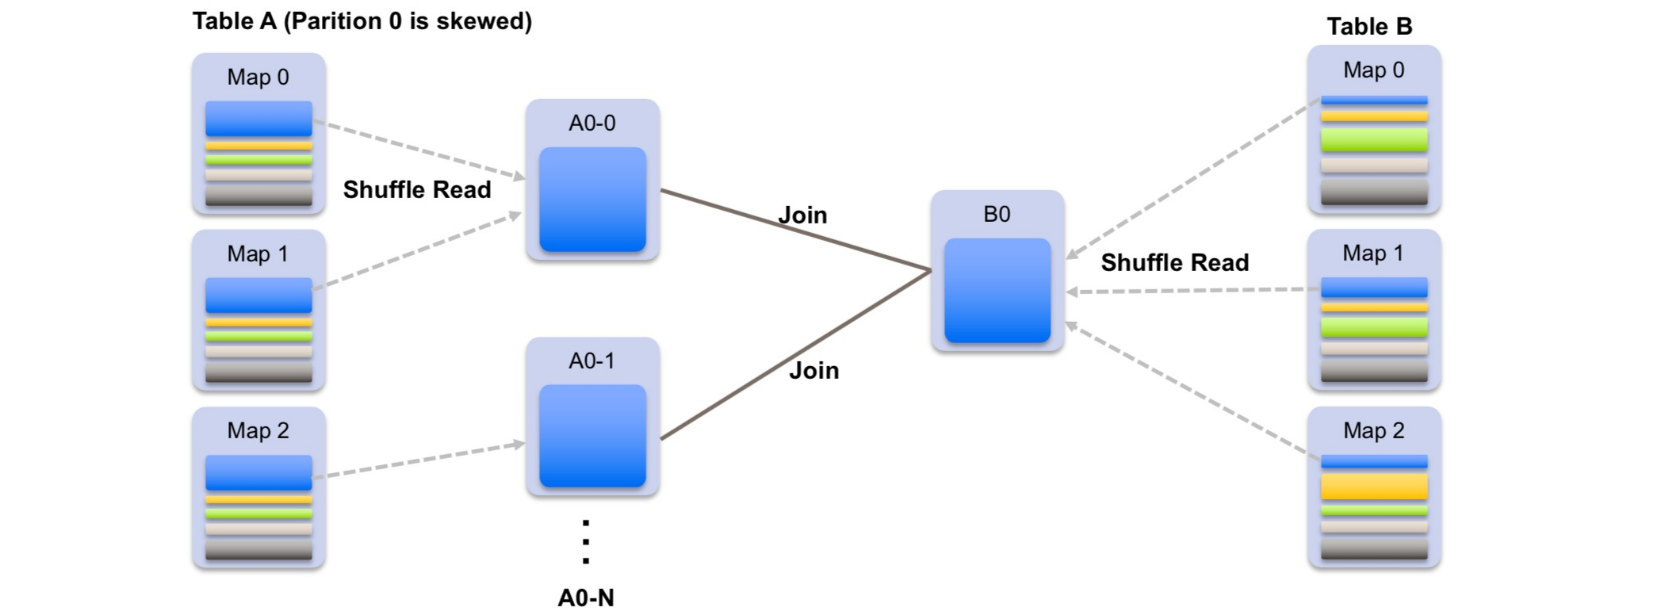 Table A (Parition 0 is skewed)
Map 0
Map 1
Map 2
Shuffle Read
A0-0
A0-1
A0-N
Join
Join
B0
Shuffle Read
Table B
Map 0
Map 1
Map 2